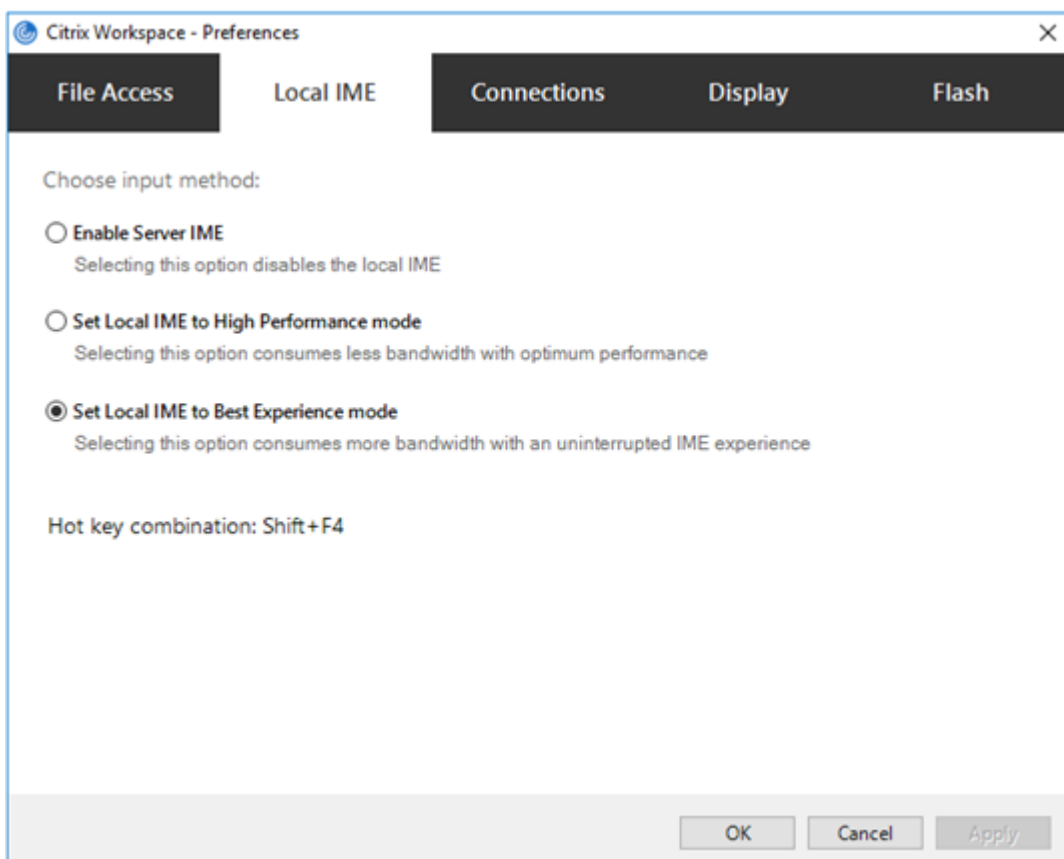 Citrix Workspace - Preferences
File Access Local IME Connections Display Flash
Choose input method:
Enable Server IME
Selecting this option disables the local IME
Set Local IME to High Performance mode
Selecting this option consumes less bandwidth with optimum performance
Set Local IME to Best Experience mode
Selecting this option consumes more bandwidth with an uninterrupted IME experience
Hot key combination: Shift+F4
OK Cancel Apply